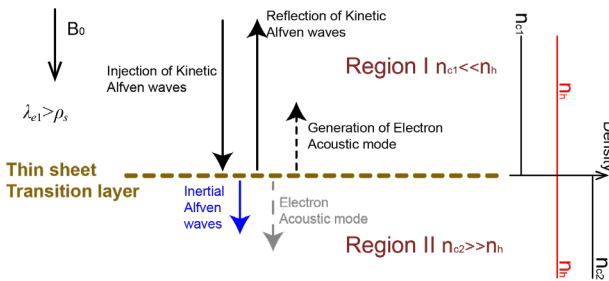 B₀
Reflection of Kinetic
Alfven waves
Injection of Kinetic
Alfven waves
Region I n_c1<<n_h
n_c1
n_h
λ_e1>ρ_s
Generation of Electron
Acoustic mode
Density
Thin sheet
Transition layer
Inertial
Alfven
waves
Electron
Acoustic mode
Region II n_c2>>n_h
n_h
n_c2